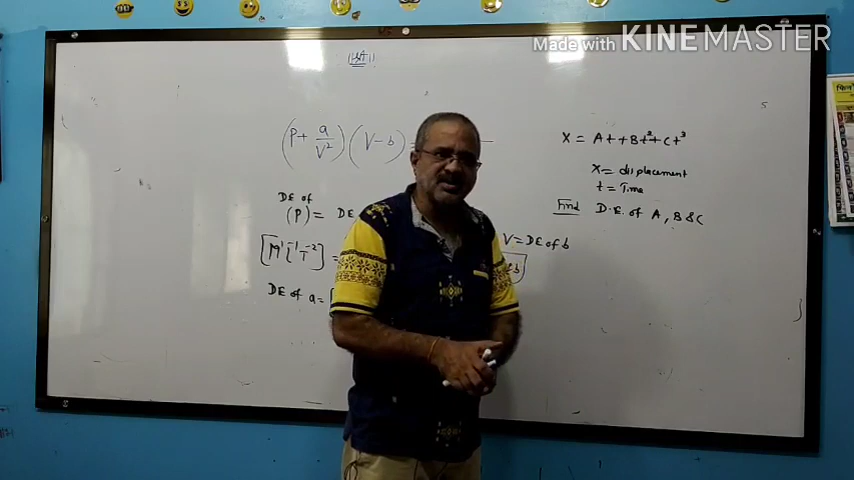 Made with KINEMASTER
(P + a/V²)(V - b) =
DE of
(P) = DE
[M¹L⁻¹T⁻²] =
DE of a =
V = DE of b
X = At + Bt² + Ct³
X = displacement
t = Time
Find D.E. of A, B & C